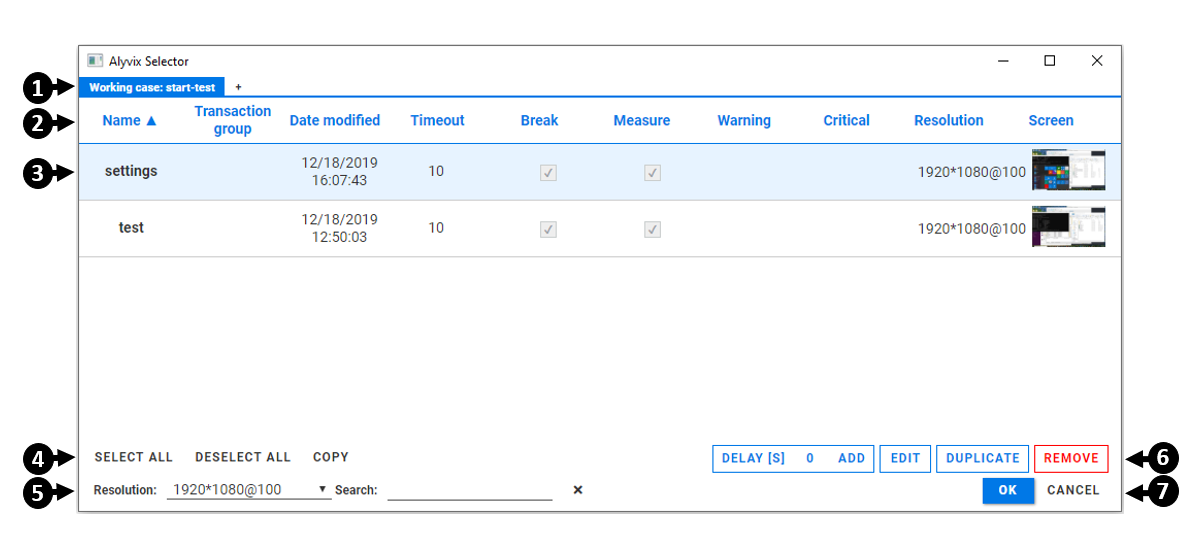 Alyvix Selector
1 Working case: start-test +
2 Name ▲ Transaction group Date modified Timeout Break Measure Warning Critical Resolution Screen
3 settings 12/18/2019 16:07:43 10 1920*1080@100
test 12/18/2019 12:50:03 10 1920*1080@100
4 SELECT ALL DESELECT ALL COPY DELAY [S] 0 ADD EDIT DUPLICATE REMOVE 6
5 Resolution: 1920*1080@100 ▼ Search: × OK CANCEL 7